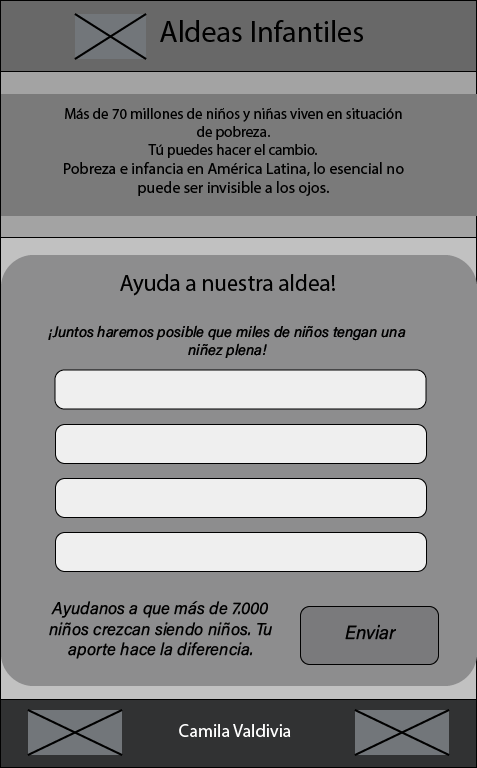 Aldeas Infantiles
Más de 70 millones de niños y niñas viven en situación
de pobreza.
Tú puedes hacer el cambio.
Pobreza e infancia en América Latina, lo esencial no
puede ser invisible a los ojos.
Ayuda a nuestra aldea!
¡Juntos haremos posible que miles de niños tengan una
niñez plena!
Ayudanos a que más de 7.000
niños crezcan siendo niños. Tu
aporte hace la diferencia.
Enviar
Camila Valdivia